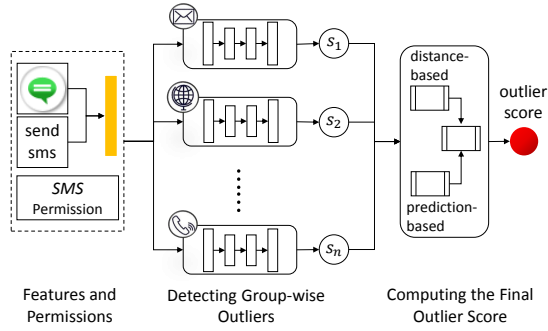 send
sms
SMS
Permission
S1
S2
Sn
distance-
based
prediction-
based
outlier
score
Features and
Permissions
Detecting Group-wise
Outliers
Computing the Final
Outlier Score